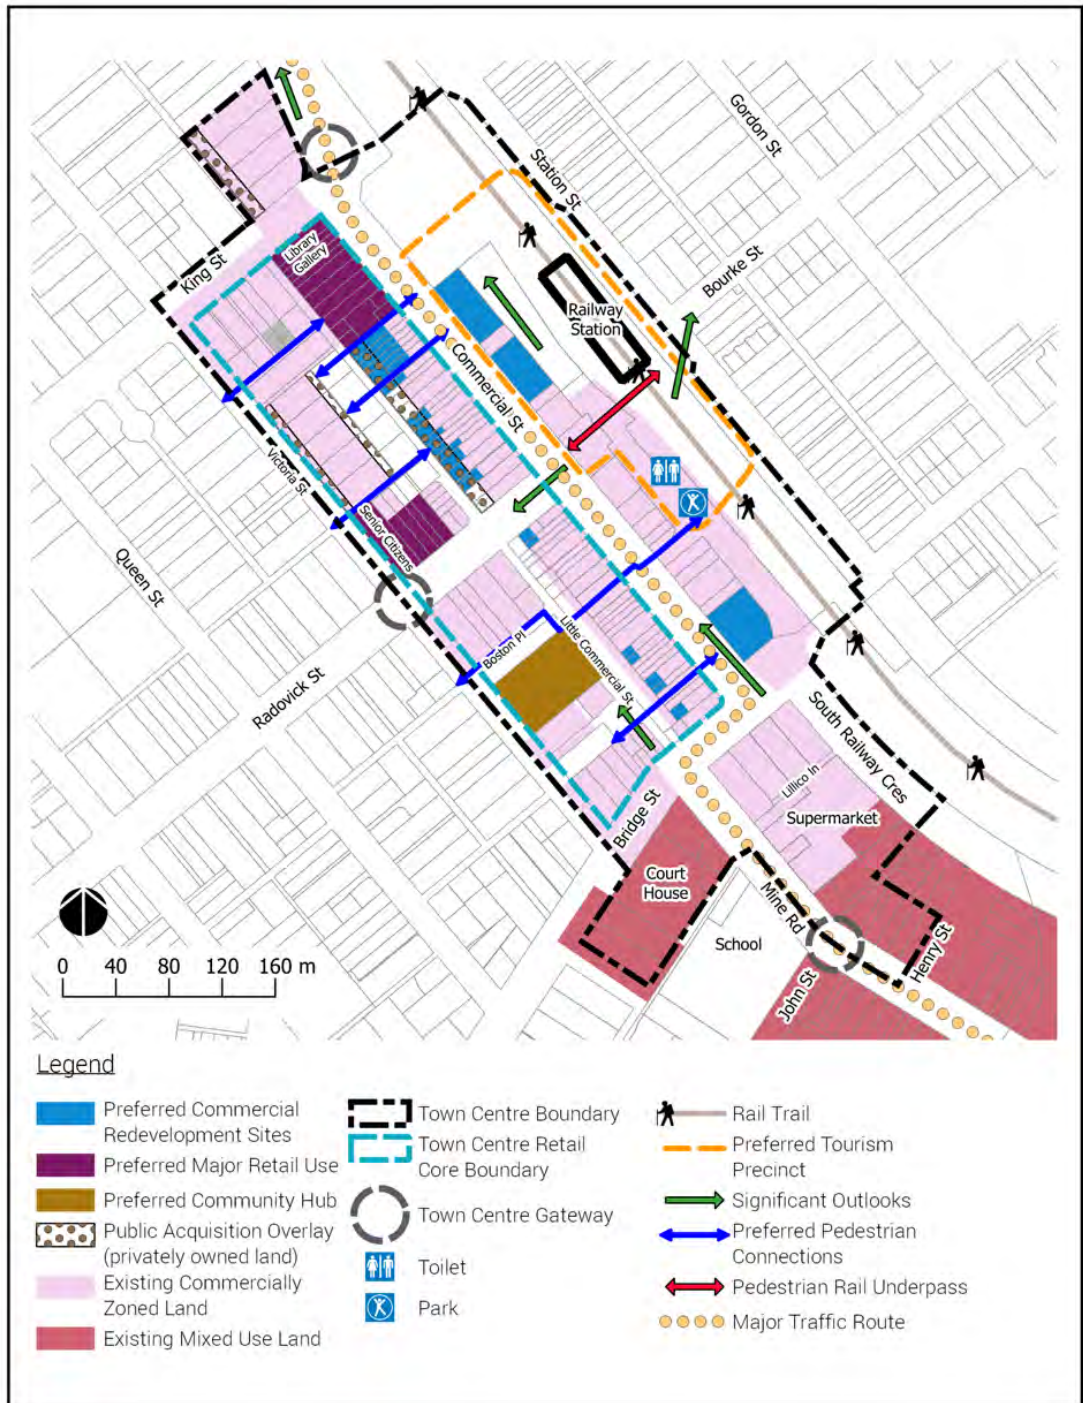 Gordon St
Station St
Bourke St
King St
Library
Gallery
Railway
Station
Commercial St
Victoria St
Senior Citizens
Queen St
Radovick St
Boston Pl
Little Commercial St
South Railway Cres
Lillico ln
Supermarket
Bridge St
Court
House
Mine Rd
School
John St
Henry St
0 40 80 120 160 m
Legend
Preferred Commercial
Redevelopment Sites
Preferred Major Retail Use
Preferred Community Hub
Public Acquisition Overlay
(privately owned land)
Existing Commercially
Zoned Land
Existing Mixed Use Land
Town Centre Boundary
Town Centre Retail
Core Boundary
Town Centre Gateway
Toilet
Park
Rail Trail
Preferred Tourism
Precinct
Significant Outlooks
Preferred Pedestrian
Connections
Pedestrian Rail Underpass
Major Traffic Route